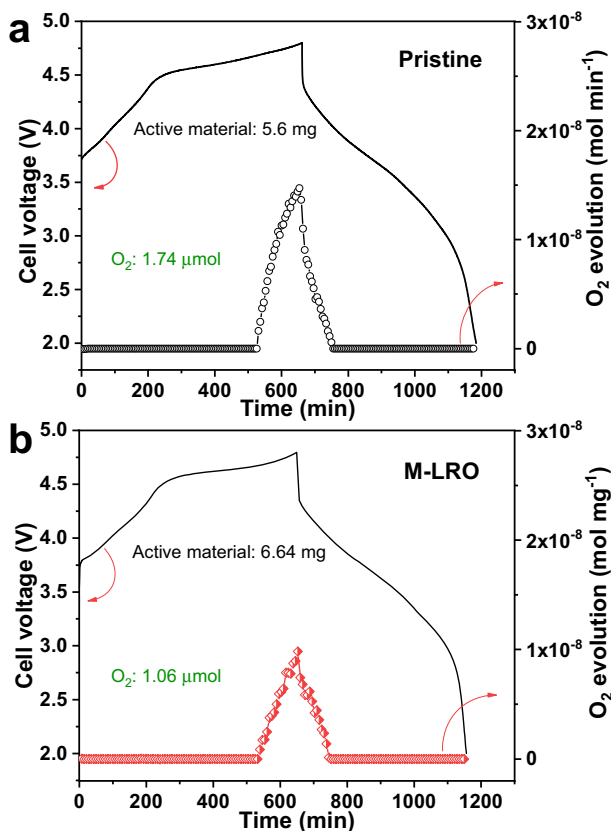 a
Pristine
Active material: 5.6 mg
O₂: 1.74 μmol
Cell voltage (V)
5.0
4.5
4.0
3.5
3.0
2.5
2.0
O₂ evolution (mol min⁻¹)
3x10⁻⁸
2x10⁻⁸
1x10⁻⁸
0
0 200 400 600 800 1000 1200
Time (min)
b
M-LRO
Active material: 6.64 mg
O₂: 1.06 μmol
Cell voltage (V)
5.0
4.5
4.0
3.5
3.0
2.5
2.0
O₂ evolution (mol mg⁻¹)
3x10⁻⁸
2x10⁻⁸
1x10⁻⁸
0
0 200 400 600 800 1000 1200
Time (min)